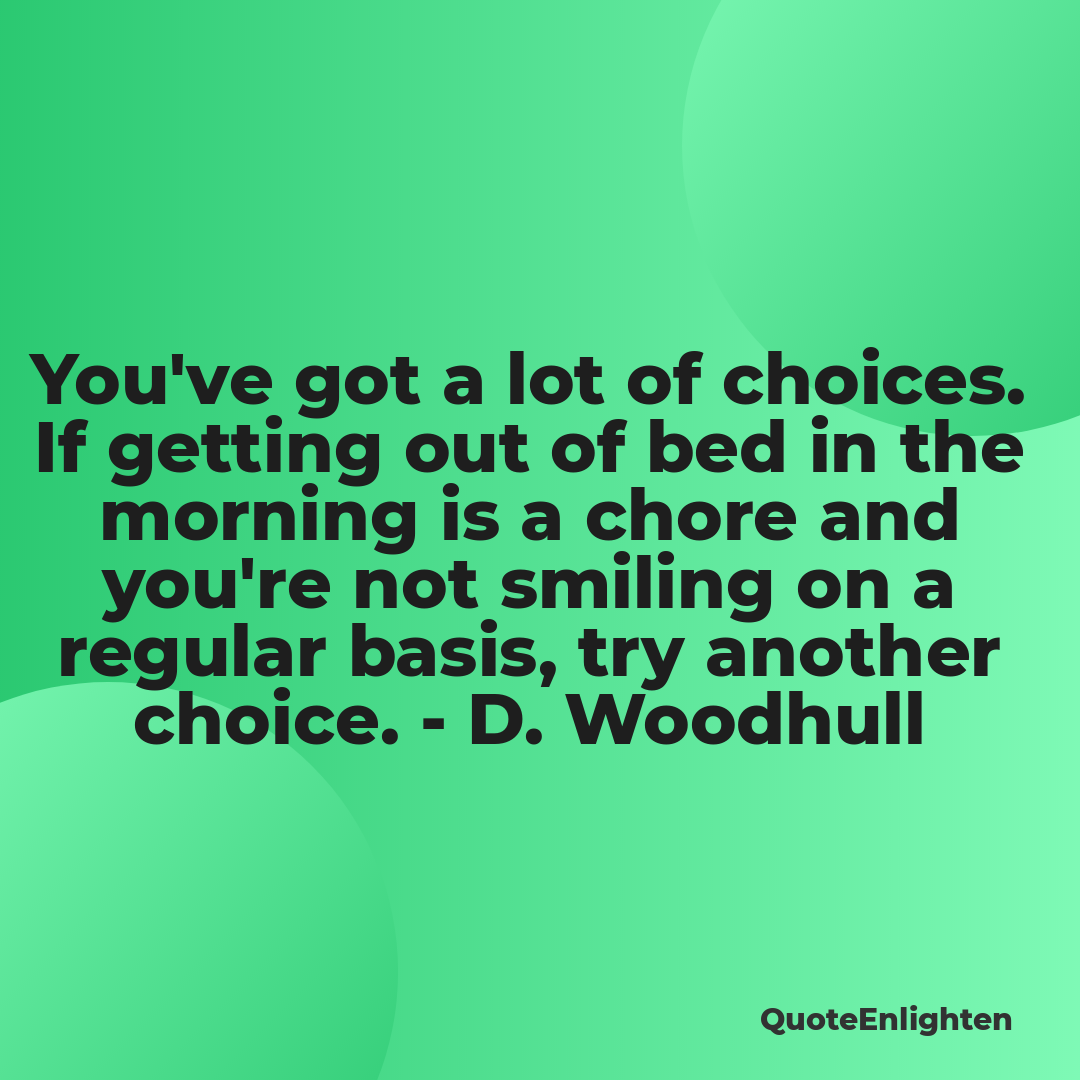 You've got a lot of choices.
If getting out of bed in the
morning is a chore and
you're not smiling on a
regular basis, try another
choice. - D. Woodhull
QuoteEnlighten